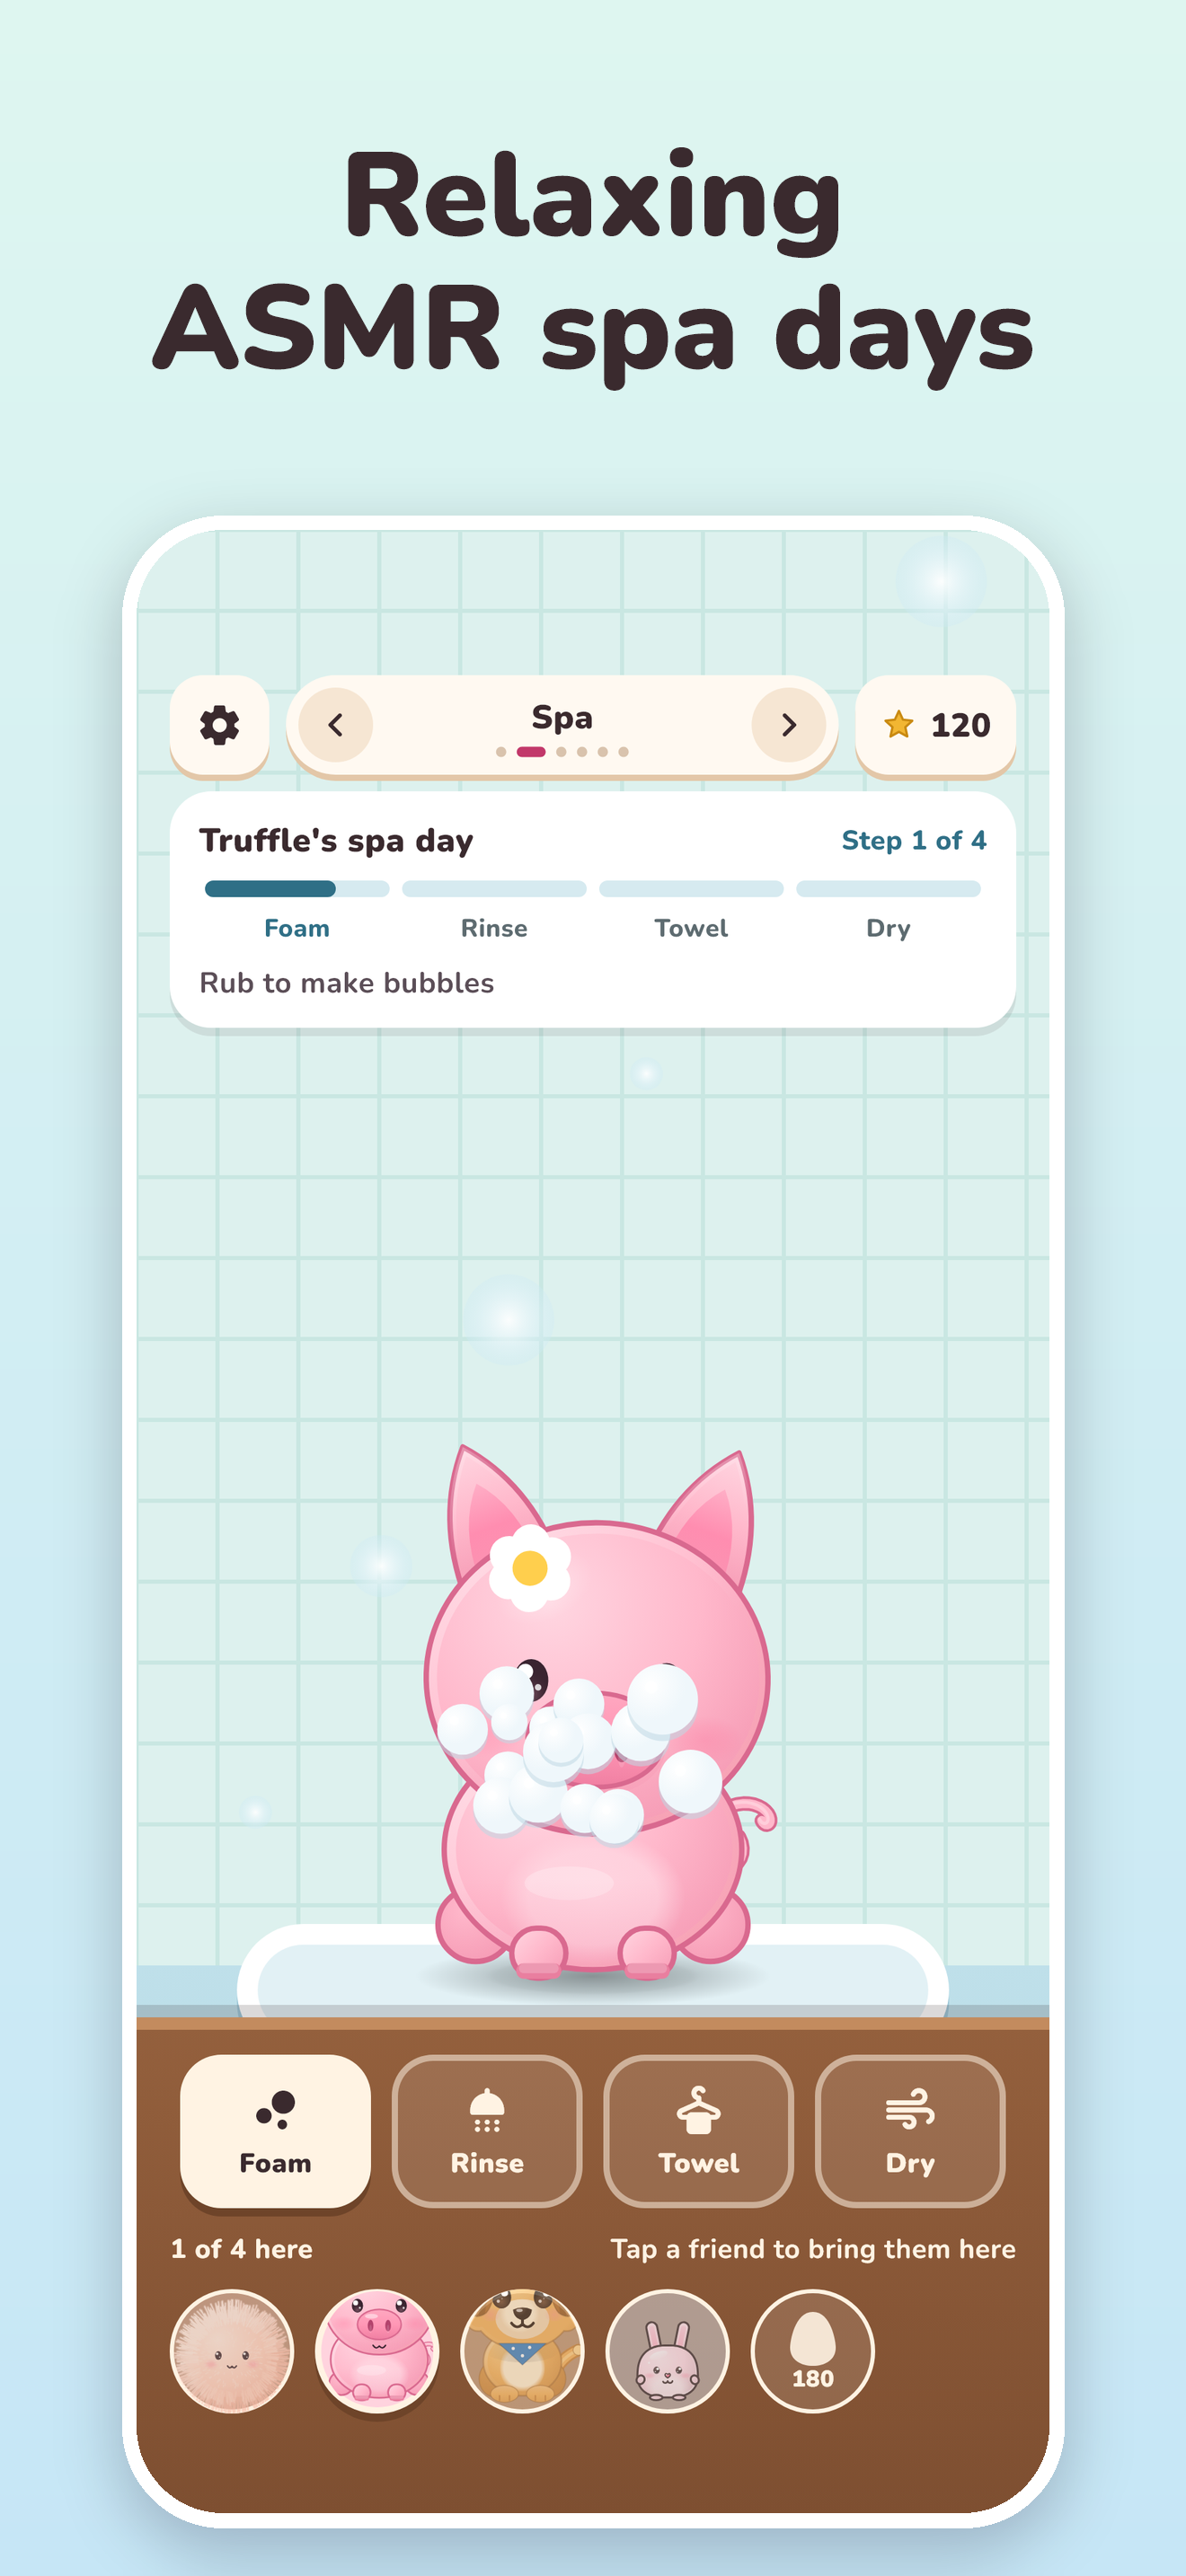 Relaxing
ASMR spa days
Spa
120
Truffle's spa day
Step 1 of 4
Foam
Rinse
Towel
Dry
Rub to make bubbles
Foam
Rinse
Towel
Dry
1 of 4 here
Tap a friend to bring them here
180